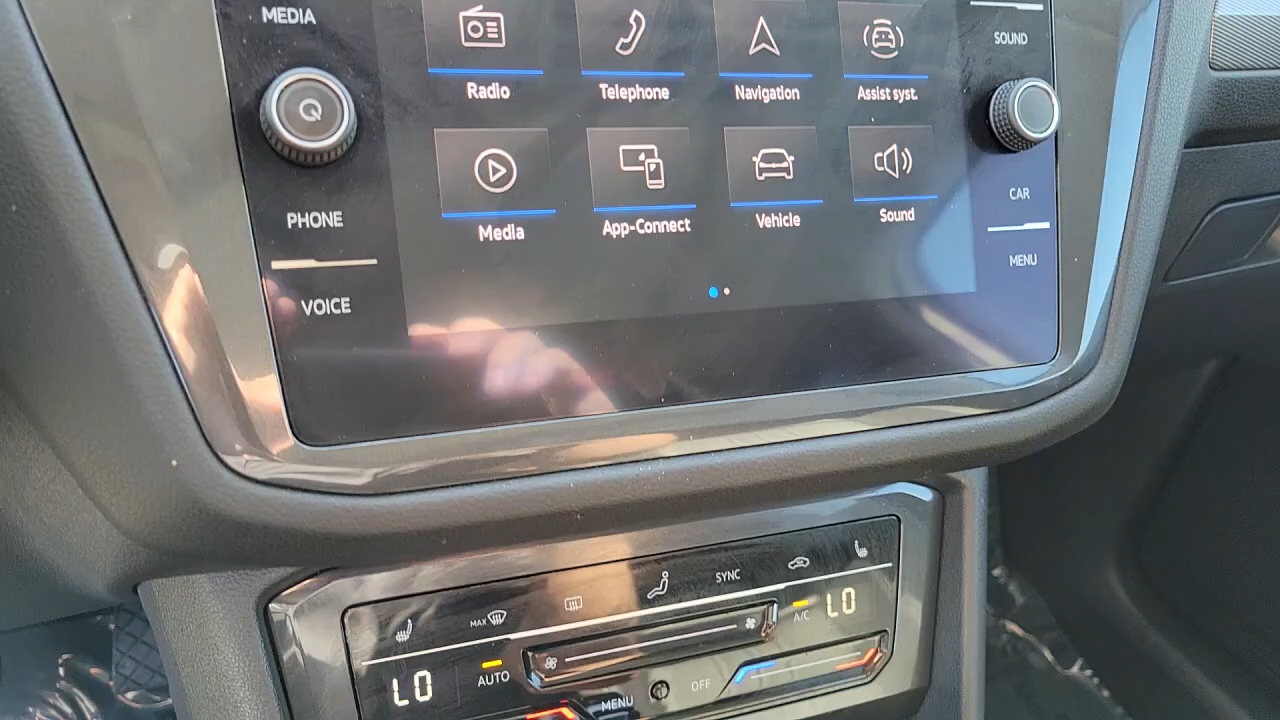 MEDIA
PHONE
VOICE
Radio
Telephone
Navigation
Assist syst.
Media
App-Connect
Vehicle
Sound
SOUND
CAR
MENU
MAX
SYNC
A/C
LO
LO
AUTO
MENU
OFF